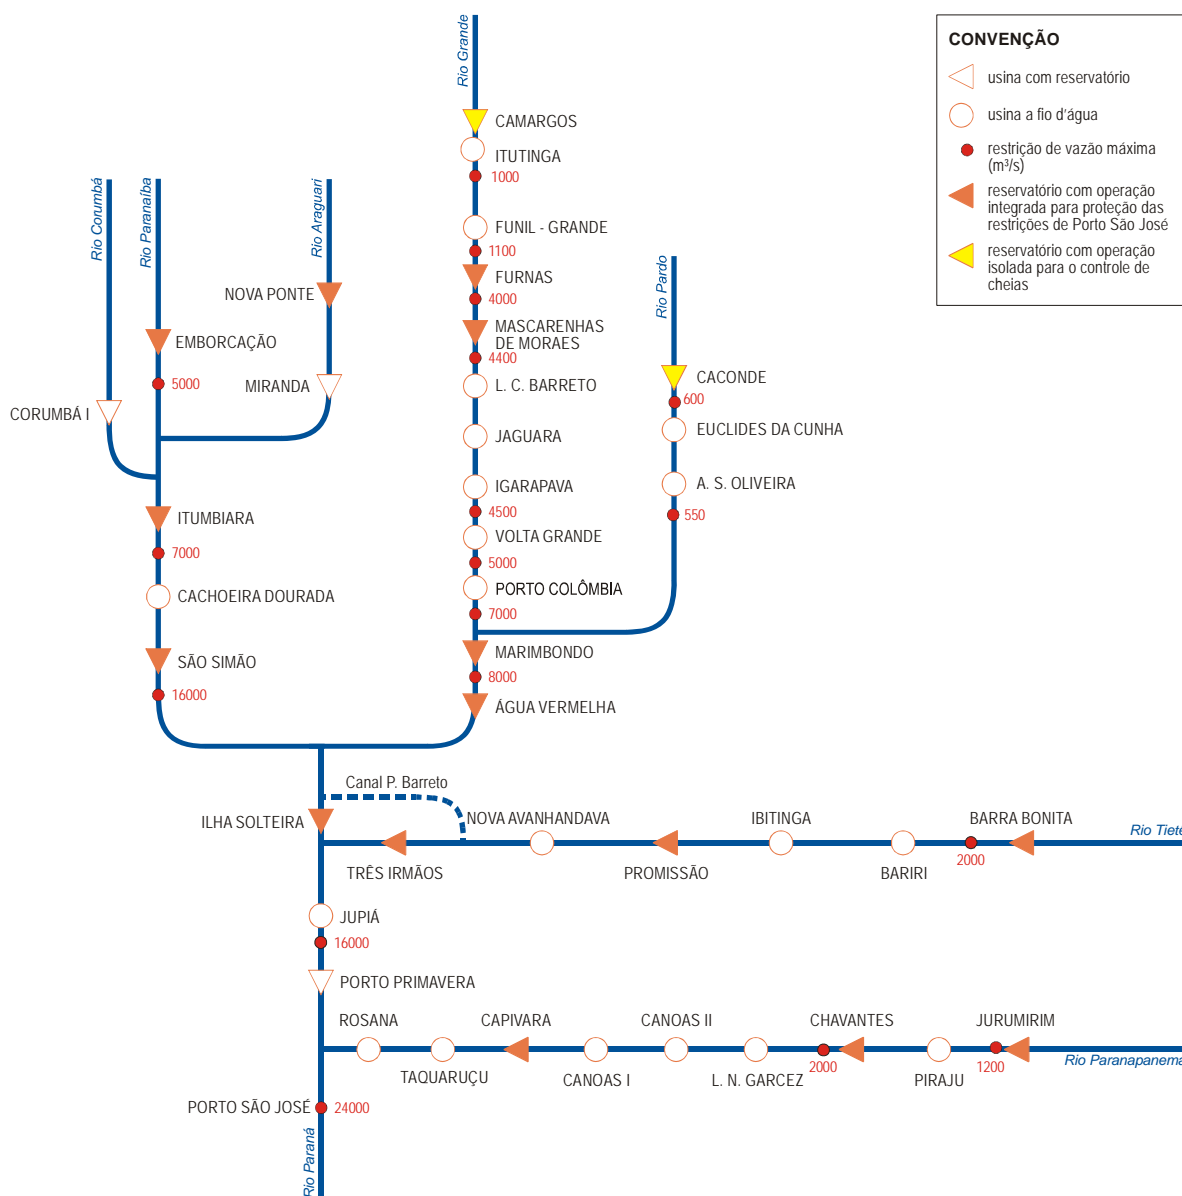 CONVENÇÃO
usina com reservatório
usina a fio d'água
restrição de vazão máxima
(m³/s)
reservatório com operação
integrada para proteção das
restrições de Porto São José
reservatório com operação
isolada para o controle de
cheias
Rio Grande
CAMARGOS
ITUTINGA
1000
FUNIL - GRANDE
1100
FURNAS
4000
MASCARENHAS
DE MORAES
4400
L. C. BARRETO
JAGUARA
IGARAPAVA
4500
VOLTA GRANDE
5000
PORTO COLÔMBIA
7000
MARIMBONDO
8000
ÁGUA VERMELHA
Rio Corumbá
Rio Paranaíba
Rio Araguari
NOVA PONTE
EMBORCAÇÃO
5000
MIRANDA
CORUMBÁ I
ITUMBIARA
7000
CACHOEIRA DOURADA
SÃO SIMÃO
16000
Rio Pardo
CACONDE
600
EUCLIDES DA CUNHA
A. S. OLIVEIRA
550
Canal P. Barreto
ILHA SOLTEIRA
NOVA AVANHANDAVA
IBITINGA
BARRA BONITA
Rio Tietê
TRÊS IRMÃOS
PROMISSÃO
BARIRI
2000
JUPIÁ
16000
PORTO PRIMAVERA
ROSANA
CAPIVARA
CANOAS II
CHAVANTES
JURUMIRIM
Rio Paranapanema
TAQUARUÇU
CANOAS I
L. N. GARCEZ
2000
PIRAJU
1200
PORTO SÃO JOSÉ
24000
Rio Paraná